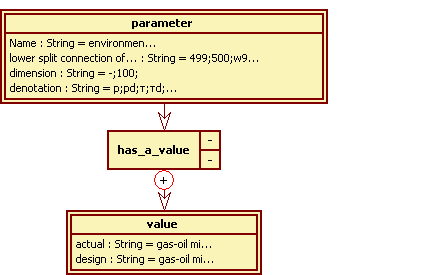 parameter
Name : String = environmen...
lower split connection of... : String = 499;500;w9...
dimension : String = -;100;
denotation : String = p;pd;т;тd;...
has_a_value
-
-
+
value
actual : String = gas-oil mi...
design : String = gas-oil mi...